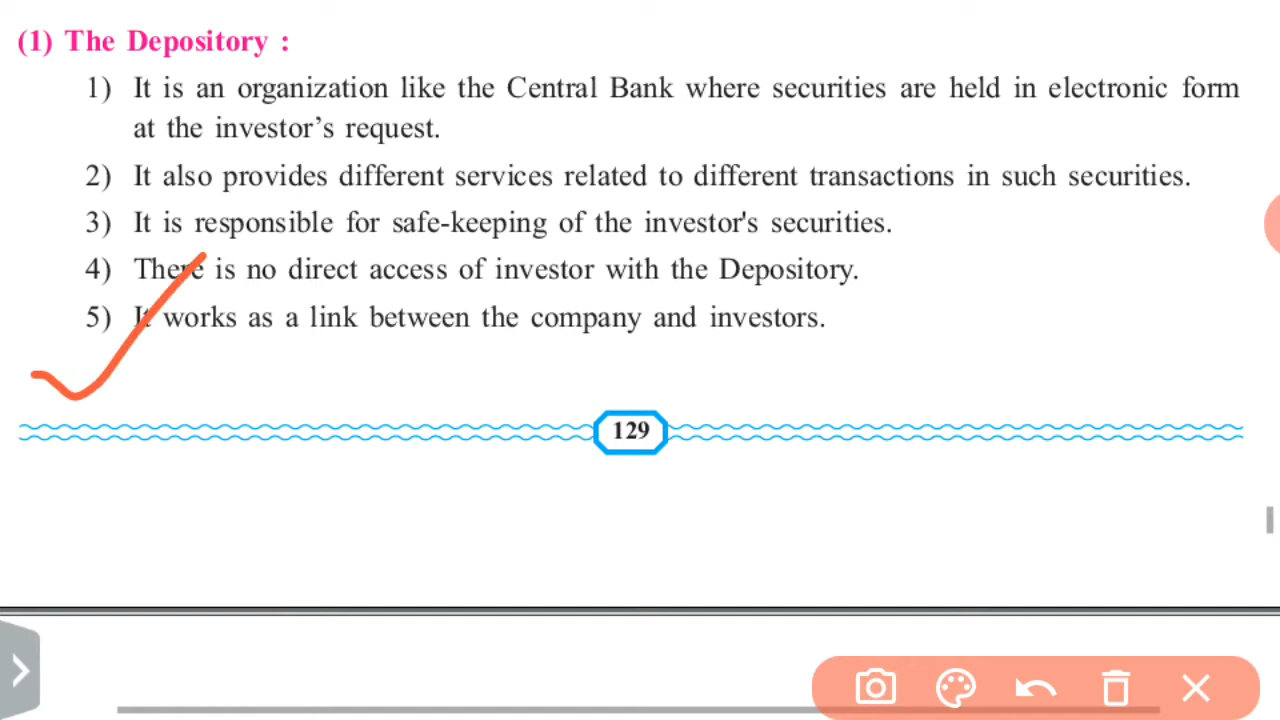 (1) The Depository :
1) It is an organization like the Central Bank where securities are held in electronic form
at the investor’s request.
2) It also provides different services related to different transactions in such securities.
3) It is responsible for safe-keeping of the investor's securities.
4) There is no direct access of investor with the Depository.
5) It works as a link between the company and investors.
129